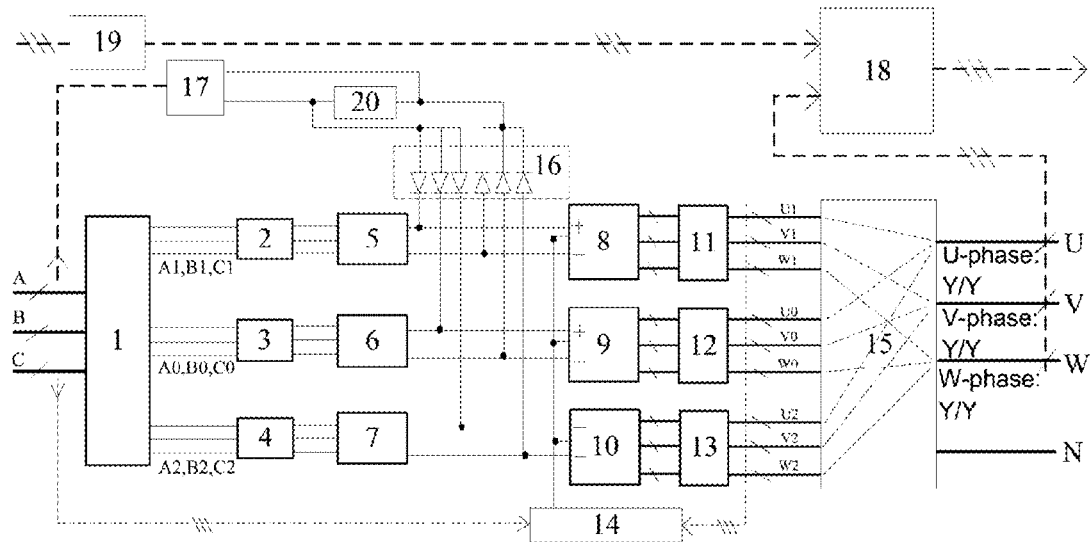 19
18
17
20
16
A
B
C
1
A1,B1,C1
2
5
8
11
U1
V1
W1
A0,B0,C0
3
6
9
12
U0
V0
W0
15
A2,B2,C2
4
7
10
13
U2
V2
W2
U
U-phase:
Y/Y
V
V-phase:
Y/Y
W
W-phase:
Y/Y
N
14